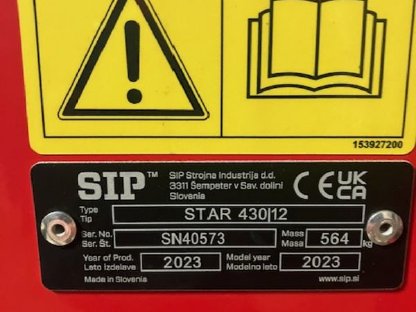 153927200
SIP™ SIP Strojna Industrija d.d.
3311 Šempeter v Sav. dolini
Slovenia
CE UK CA
Type
Tip STAR 430|12
Ser. No.
Ser. Št. SN40573 Mass
Masa 564 kg
Year of Prod.
Leto izdelave 2023 Model year
Modelno leto 2023
Made in Slovenia www.sip.si